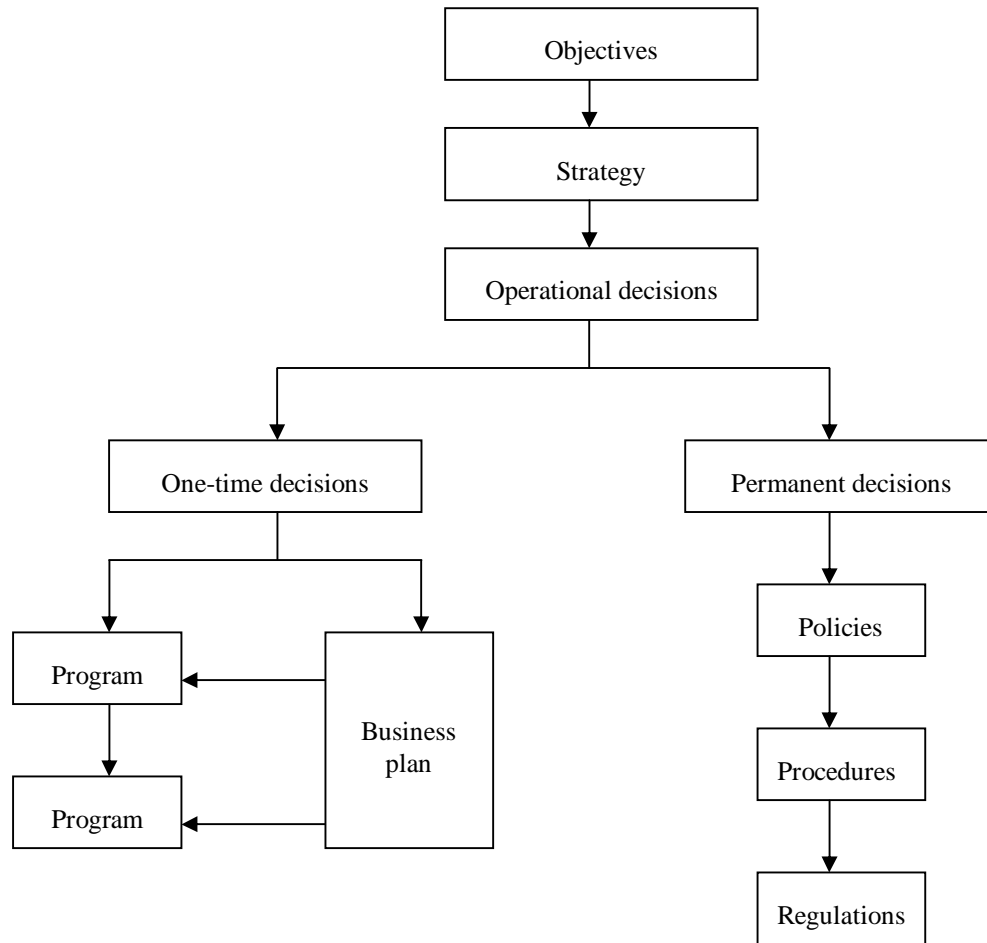 Objectives
Strategy
Operational decisions
One-time decisions
Permanent decisions
Policies
Program
Business
plan
Procedures
Program
Regulations